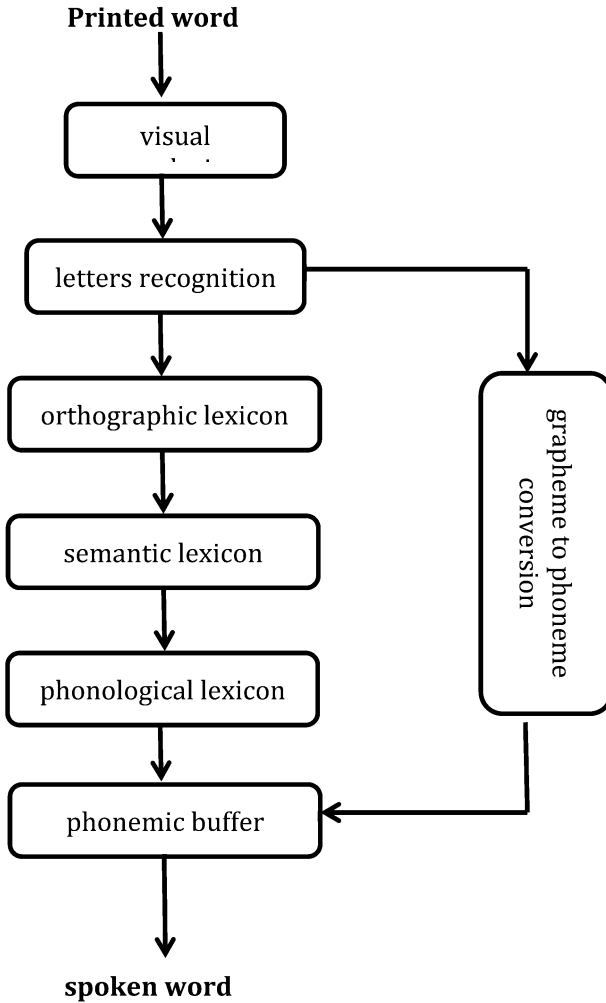 Printed word
visual
letters recognition
orthographic lexicon
semantic lexicon
phonological lexicon
phonemic buffer
spoken word
grapheme to phoneme
conversion